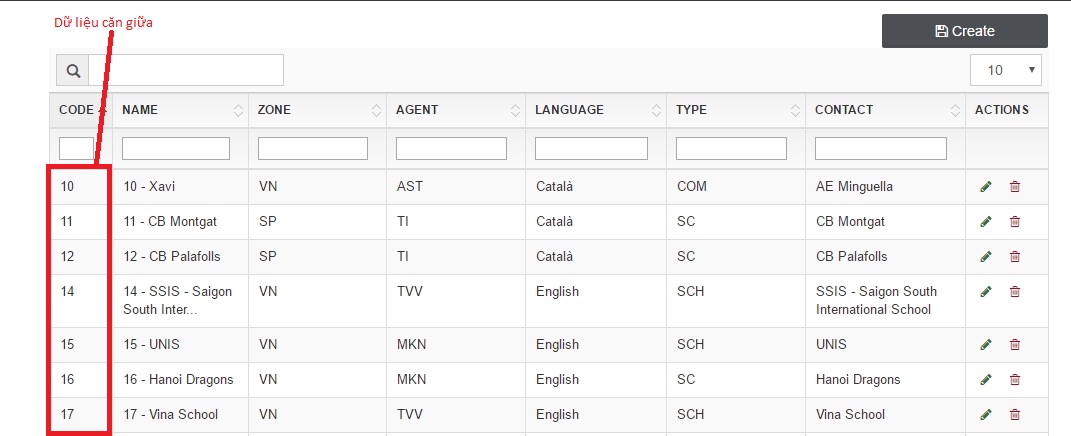 Dữ liệu căn giữa
Create
10
CODE NAME ZONE AGENT LANGUAGE TYPE CONTACT ACTIONS
10 10 - Xavi VN AST Català COM AE Minguella
11 11 - CB Montgat SP TI Català SC CB Montgat
12 12 - CB Palafolls SP TI Català SC CB Palafolls
14 14 - SSIS - Saigon VN TVV English SCH SSIS - Saigon South
South Inter... International School
15 15 - UNIS VN MKN English SCH UNIS
16 16 - Hanoi Dragons VN MKN English SC Hanoi Dragons
17 17 - Vina School VN TVV English SCH Vina School